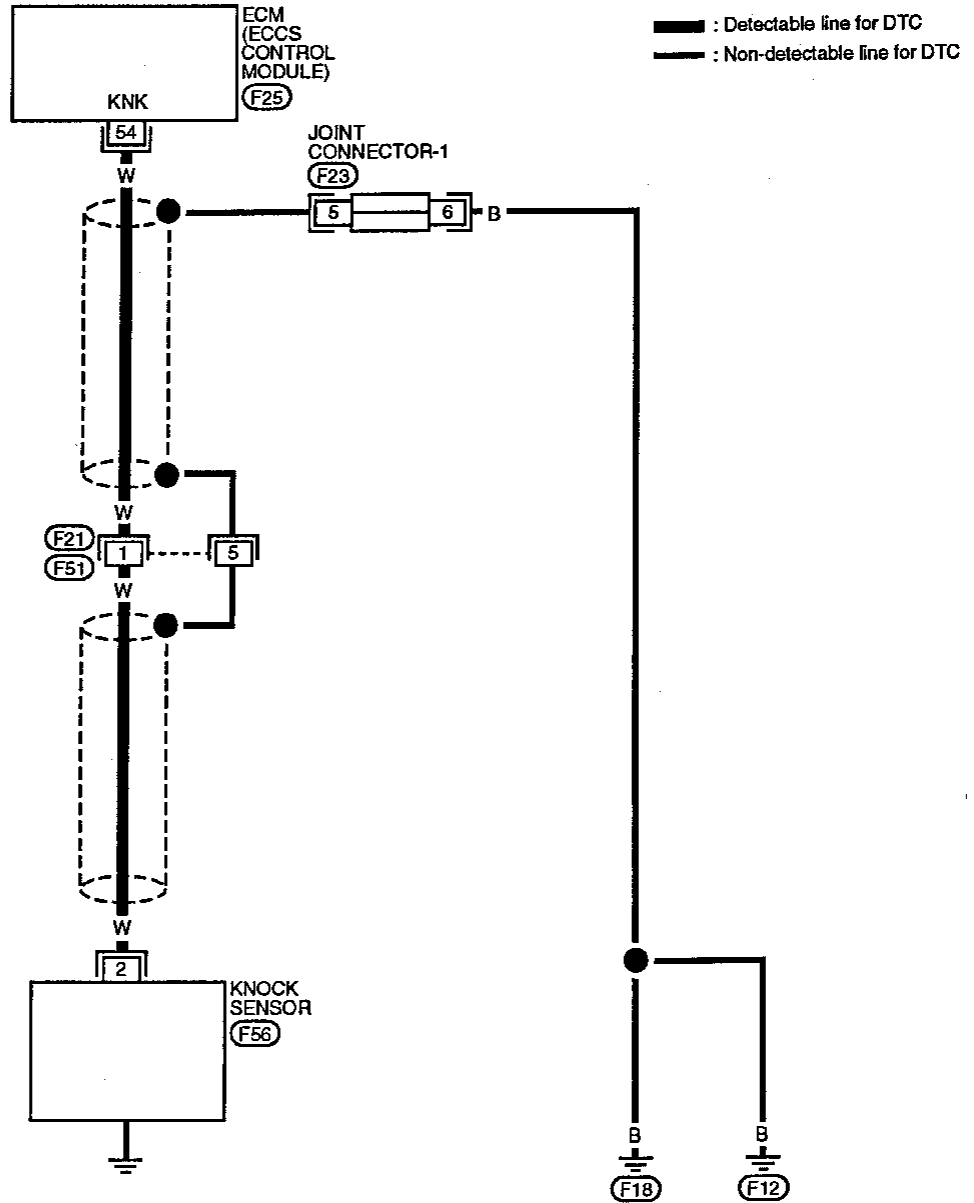 ECM
(ECCS
CONTROL
MODULE)
F25
KNK
54
W
: Detectable line for DTC
: Non-detectable line for DTC
JOINT
CONNECTOR-1
F23
5
6
B
W
F21
F51
1
5
W
W
2
KNOCK
SENSOR
F56
B
B
F18
F12